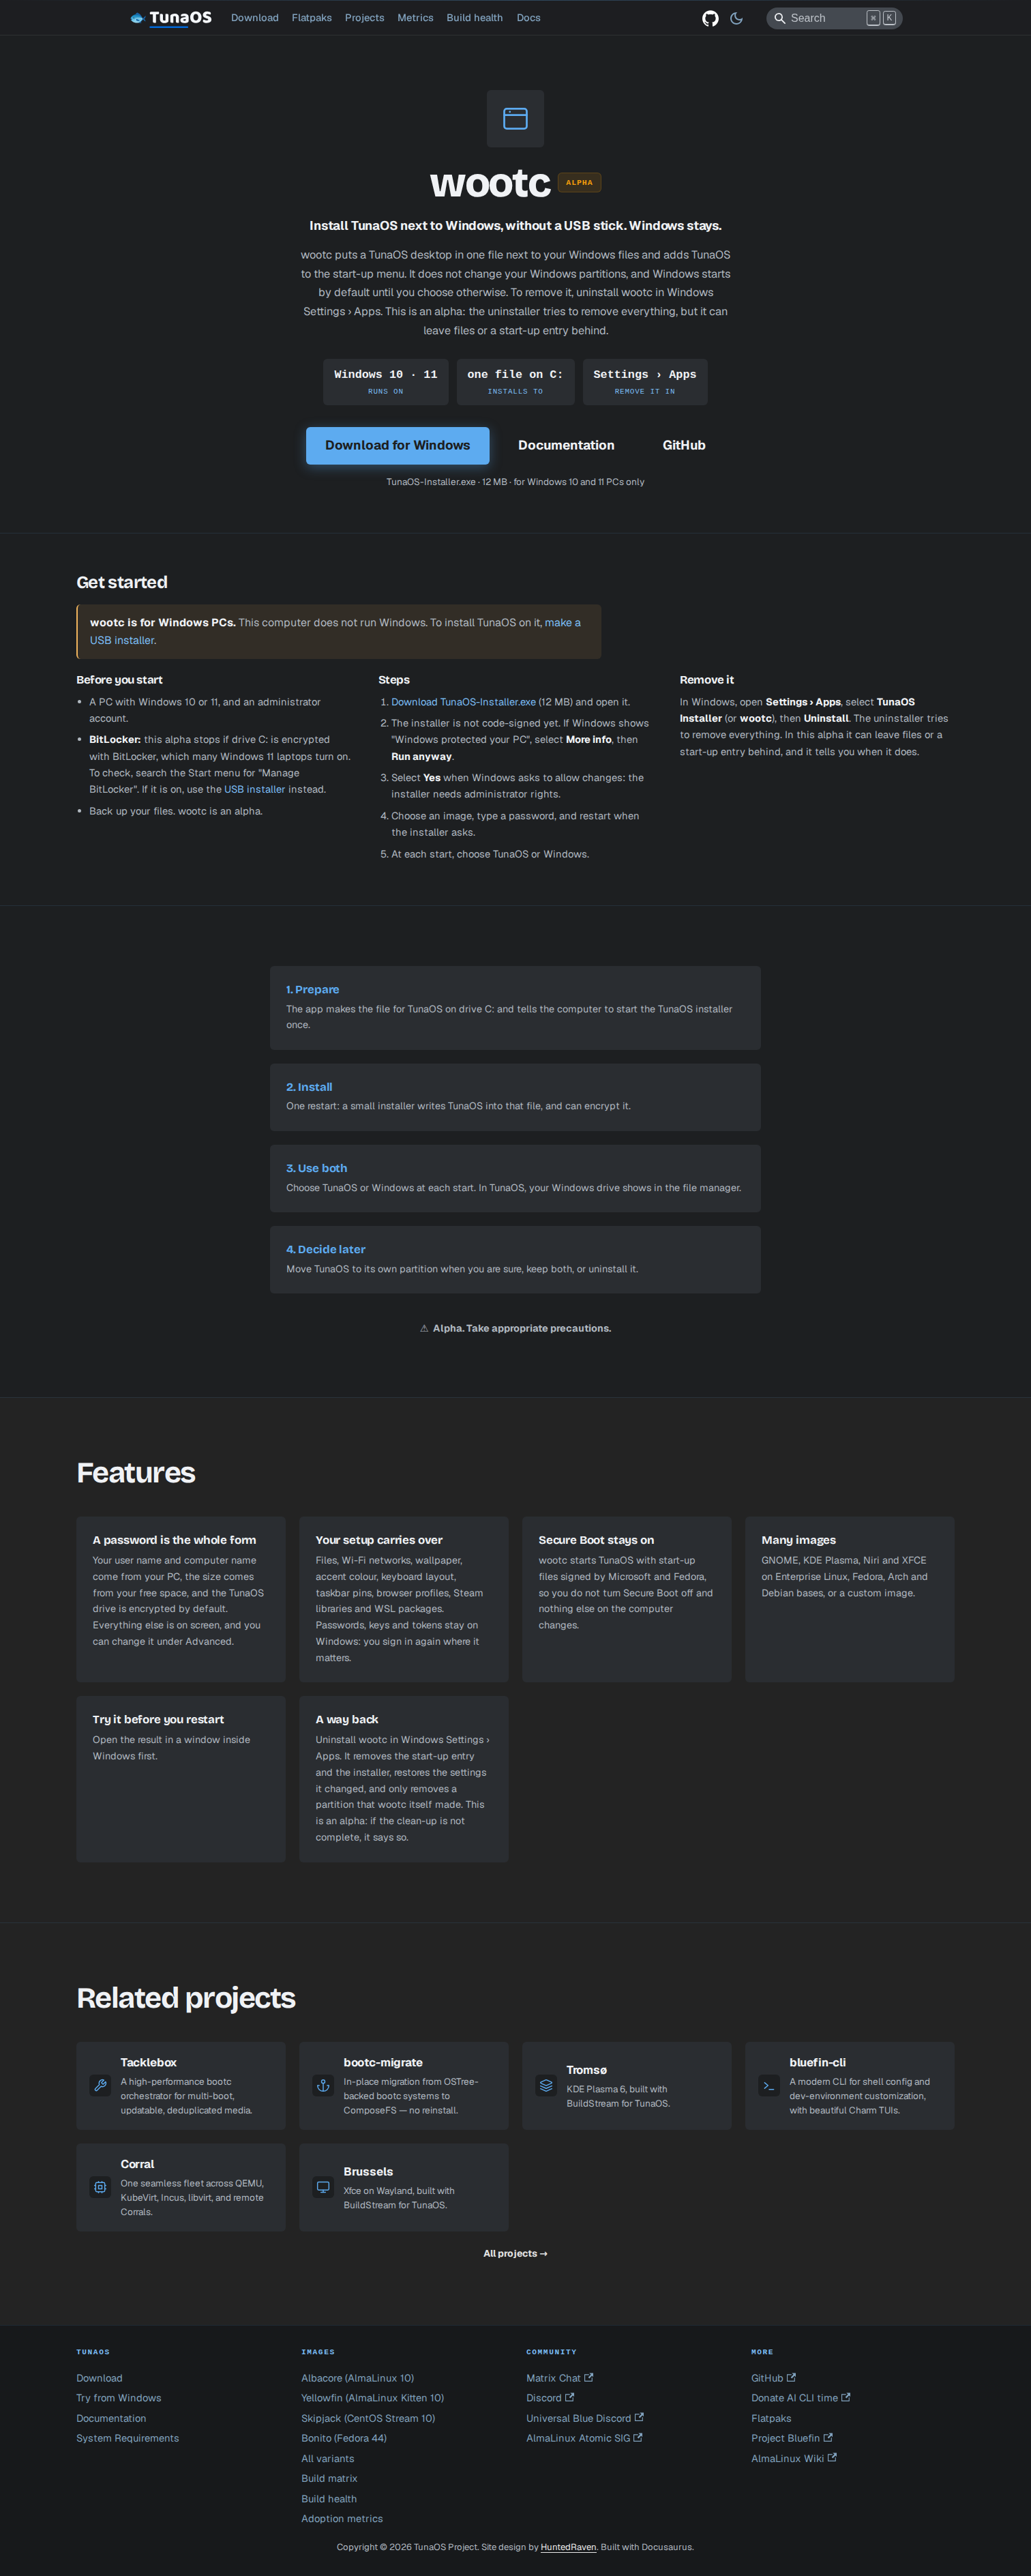 TunaOS Download Flatpaks Projects Metrics Build health Docs Search ⌘ K
wootc ALPHA
Install TunaOS next to Windows, without a USB stick. Windows stays.
wootc puts a TunaOS desktop in one file next to your Windows files and adds TunaOS
to the start-up menu. It does not change your Windows partitions, and Windows starts
by default until you choose otherwise. To remove it, uninstall wootc in Windows
Settings › Apps. This is an alpha: the uninstaller tries to remove everything, but it can
leave files or a start-up entry behind.
Windows 10 · 11
RUNS ON
one file on C:
INSTALLS TO
Settings › Apps
REMOVE IT IN
Download for Windows Documentation GitHub
TunaOS-Installer.exe · 12 MB · for Windows 10 and 11 PCs only
Get started
wootc is for Windows PCs. This computer does not run Windows. To install TunaOS on it, make a
USB installer.
Before you start
• A PC with Windows 10 or 11, and an administrator
account.
• BitLocker: this alpha stops if drive C: is encrypted
with BitLocker, which many Windows 11 laptops turn on.
To check, search the Start menu for "Manage
BitLocker". If it is on, use the USB installer instead.
• Back up your files. wootc is an alpha.
Steps
1. Download TunaOS-Installer.exe (12 MB) and open it.
2. The installer is not code-signed yet. If Windows shows
"Windows protected your PC", select More info, then
Run anyway.
3. Select Yes when Windows asks to allow changes: the
installer needs administrator rights.
4. Choose an image, type a password, and restart when
the installer asks.
5. At each start, choose TunaOS or Windows.
Remove it
In Windows, open Settings › Apps, select TunaOS
Installer (or wootc), then Uninstall. The uninstaller tries
to remove everything. In this alpha it can leave files or a
start-up entry behind, and it tells you when it does.
1. Prepare
The app makes the file for TunaOS on drive C: and tells the computer to start the TunaOS installer
once.
2. Install
One restart: a small installer writes TunaOS into that file, and can encrypt it.
3. Use both
Choose TunaOS or Windows at each start. In TunaOS, your Windows drive shows in the file manager.
4. Decide later
Move TunaOS to its own partition when you are sure, keep both, or uninstall it.
⚠ Alpha. Take appropriate precautions.
Features
A password is the whole form
Your user name and computer name
come from your PC, the size comes
from your free space, and the TunaOS
drive is encrypted by default.
Everything else is on screen, and you
can change it under Advanced.
Your setup carries over
Files, Wi-Fi networks, wallpaper,
accent colour, keyboard layout,
taskbar pins, browser profiles, Steam
libraries and WSL packages.
Passwords, keys and tokens stay on
Windows: you sign in again where it
matters.
Secure Boot stays on
wootc starts TunaOS with start-up
files signed by Microsoft and Fedora,
so you do not turn Secure Boot off and
nothing else on the computer
changes.
Many images
GNOME, KDE Plasma, Niri and XFCE
on Enterprise Linux, Fedora, Arch and
Debian bases, or a custom image.
Try it before you restart
Open the result in a window inside
Windows first.
A way back
Uninstall wootc in Windows Settings ›
Apps. It removes the start-up entry
and the installer, restores the settings
it changed, and only removes a
partition that wootc itself made. This
is an alpha: if the clean-up is not
complete, it says so.
Related projects
Tacklebox
A high-performance bootc
orchestrator for multi-boot,
updatable, deduplicated media.
bootc-migrate
In-place migration from OSTree-
backed bootc systems to
ComposeFS — no reinstall.
Tromsø
KDE Plasma 6, built with
BuildStream for TunaOS.
bluefin-cli
A modern CLI for shell config and
dev-environment customization,
with beautiful Charm TUIs.
Corral
One seamless fleet across QEMU,
KubeVirt, Incus, libvirt, and remote
Corrals.
Brussels
Xfce on Wayland, built with
BuildStream for TunaOS.
All projects →
TUNAOS
Download
Try from Windows
Documentation
System Requirements
IMAGES
Albacore (AlmaLinux 10)
Yellowfin (AlmaLinux Kitten 10)
Skipjack (CentOS Stream 10)
Bonito (Fedora 44)
All variants
Build matrix
Build health
Adoption metrics
COMMUNITY
Matrix Chat
Discord
Universal Blue Discord
AlmaLinux Atomic SIG
MORE
GitHub
Donate AI CLI time
Flatpaks
Project Bluefin
AlmaLinux Wiki
Copyright © 2026 TunaOS Project. Site design by HuntedRaven. Built with Docusaurus.